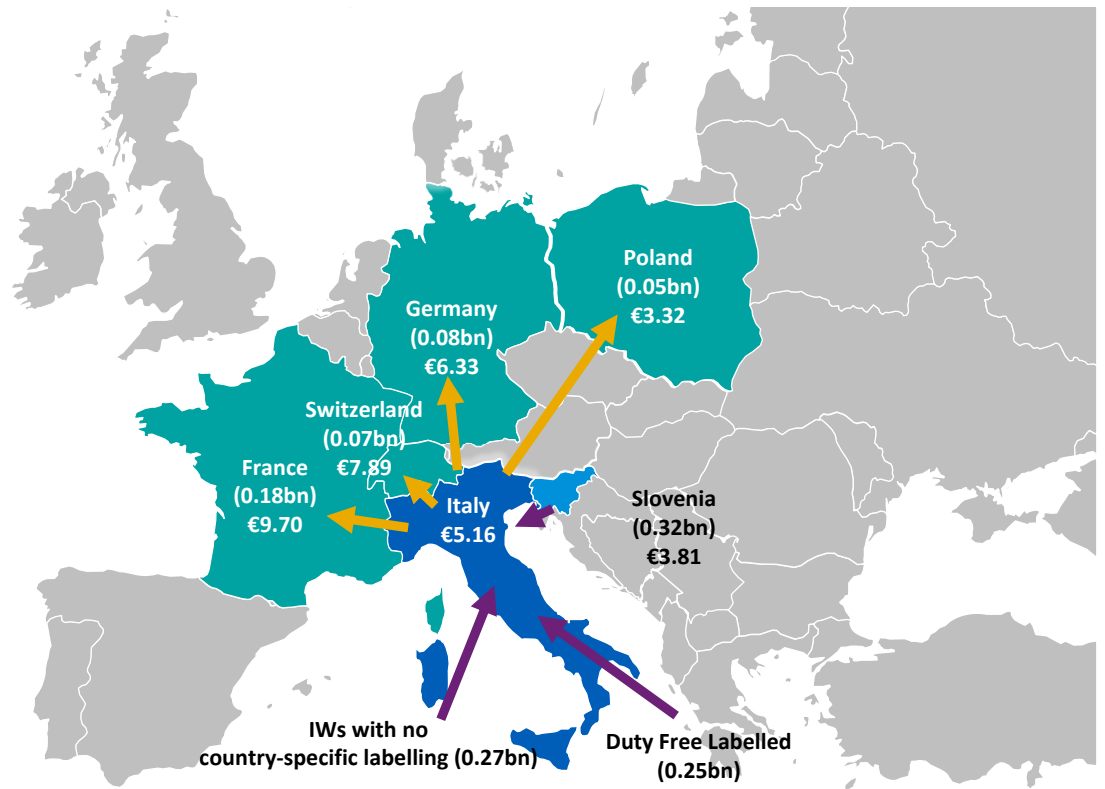 Poland
(0.05bn)
€3.32
Germany
(0.08bn)
€6.33
Switzerland
(0.07bn)
€7.89
France
(0.18bn)
€9.70
Italy
€5.16
Slovenia
(0.32bn)
€3.81
IWs with no
country-specific labelling (0.27bn)
Duty Free Labelled
(0.25bn)